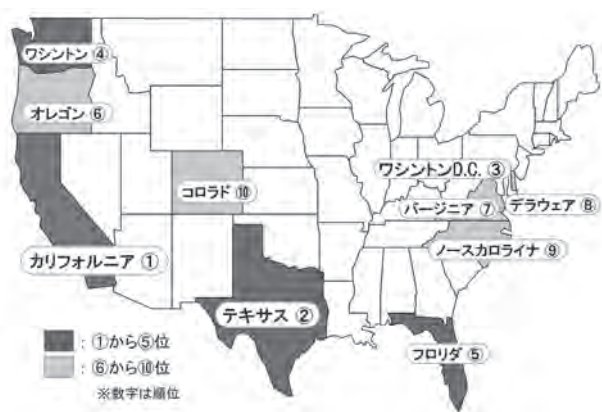 ワシントン ④
オレゴン ⑥
コロラド ⑩
ワシントンD.C. ③
バージニア ⑦
デラウェア ⑧
ノースカロライナ ⑨
カリフォルニア ①
テキサス ②
フロリダ ⑤
：①から⑤位
：⑥から⑩位
※数字は順位